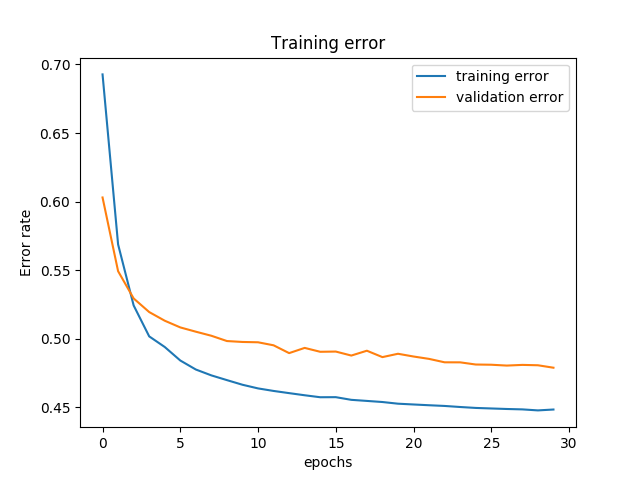 Training error
training error
validation error
0.70
0.65
0.60
0.55
0.50
0.45
Error rate
0 5 10 15 20 25 30
epochs